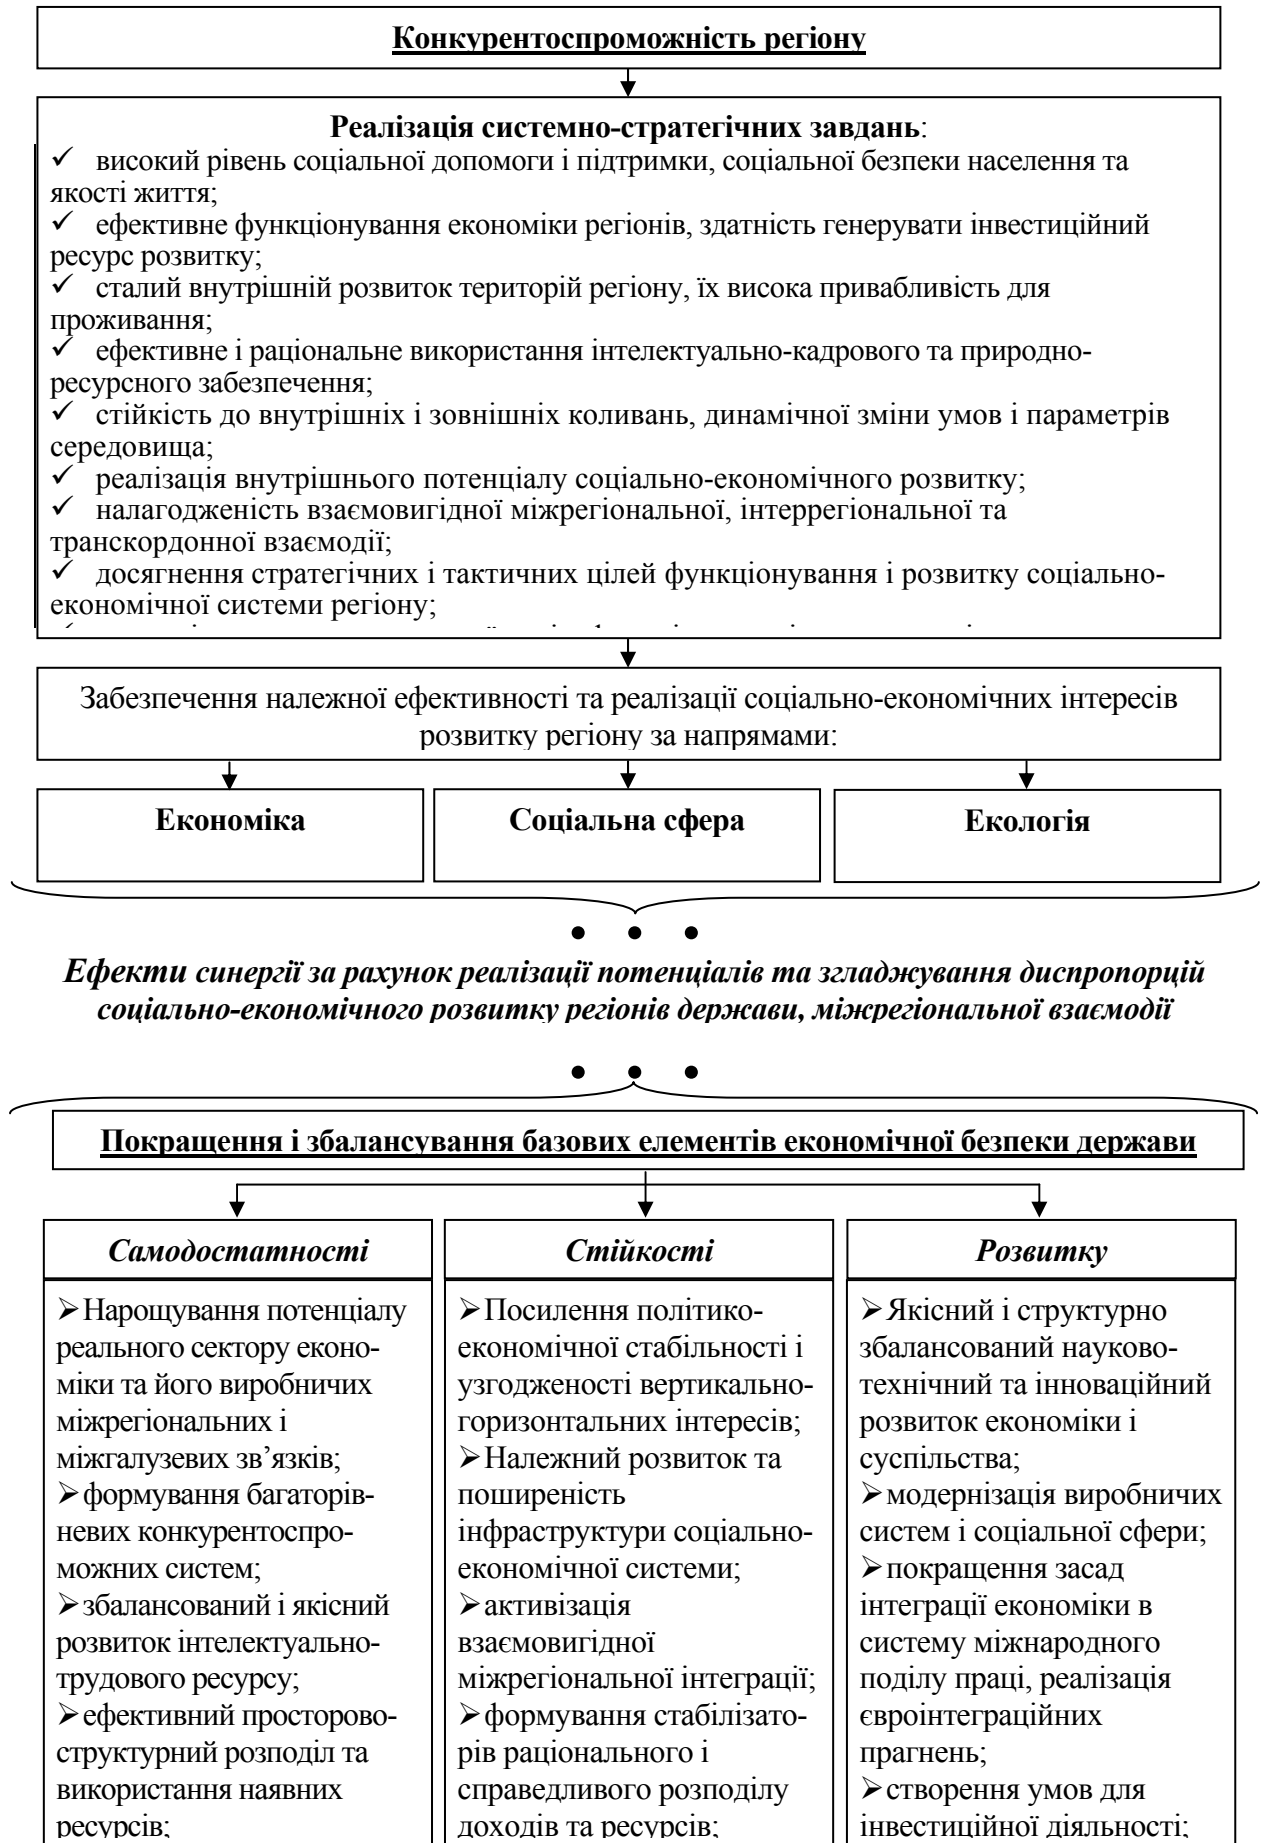 Конкурентоспроможність регіону
Реалізація системно-стратегічних завдань:
✓ високий рівень соціальної допомоги і підтримки, соціальної безпеки населення та
якості життя;
✓ ефективне функціонування економіки регіонів, здатність генерувати інвестиційний
ресурс розвитку;
✓ сталий внутрішній розвиток територій регіону, їх висока привабливість для
проживання;
✓ ефективне і раціональне використання інтелектуально-кадрового та природно-
ресурсного забезпечення;
✓ стійкість до внутрішніх і зовнішніх коливань, динамічної зміни умов і параметрів
середовища;
✓ реалізація внутрішнього потенціалу соціально-економічного розвитку;
✓ налагодженість взаємовигідної міжрегіональної, інтеррегіональної та
транскордонної взаємодії;
✓ досягнення стратегічних і тактичних цілей функціонування і розвитку соціально-
економічної системи регіону;
Забезпечення належної ефективності та реалізації соціально-економічних інтересів
розвитку регіону за напрямами:
Економіка
Соціальна сфера
Екологія
• • •
Ефекти синергії за рахунок реалізації потенціалів та згладжування диспропорцій
соціально-економічного розвитку регіонів держави, міжрегіональної взаємодії
• • •
Покращення і збалансування базових елементів економічної безпеки держави
Самодостатності
➢Нарощування потенціалу
реального сектору еконо-
міки та його виробничих
міжрегіональних і
міжгалузевих зв’язків;
➢формування багаторів-
невих конкурентоспро-
можних систем;
➢збалансований і якісний
розвиток інтелектуально-
трудового ресурсу;
➢ефективний просторово-
структурний розподіл та
використання наявних
ресурсів;
Стійкості
➢Посилення політико-
економічної стабільності і
узгодженості вертикально-
горизонтальних інтересів;
➢Належний розвиток та
поширеність
інфраструктури соціально-
економічної системи;
➢активізація
взаємовигідної
міжрегіональної інтеграції;
➢формування стабілізато-
рів раціонального і
справедливого розподілу
доходів та ресурсів;
Розвитку
➢Якісний і структурно
збалансований науково-
технічний та інноваційний
розвиток економіки і
суспільства;
➢модернізація виробничих
систем і соціальної сфери;
➢покращення засад
інтеграції економіки в
систему міжнародного
поділу праці, реалізація
євроінтеграційних
прагнень;
➢створення умов для
інвестиційної діяльності;